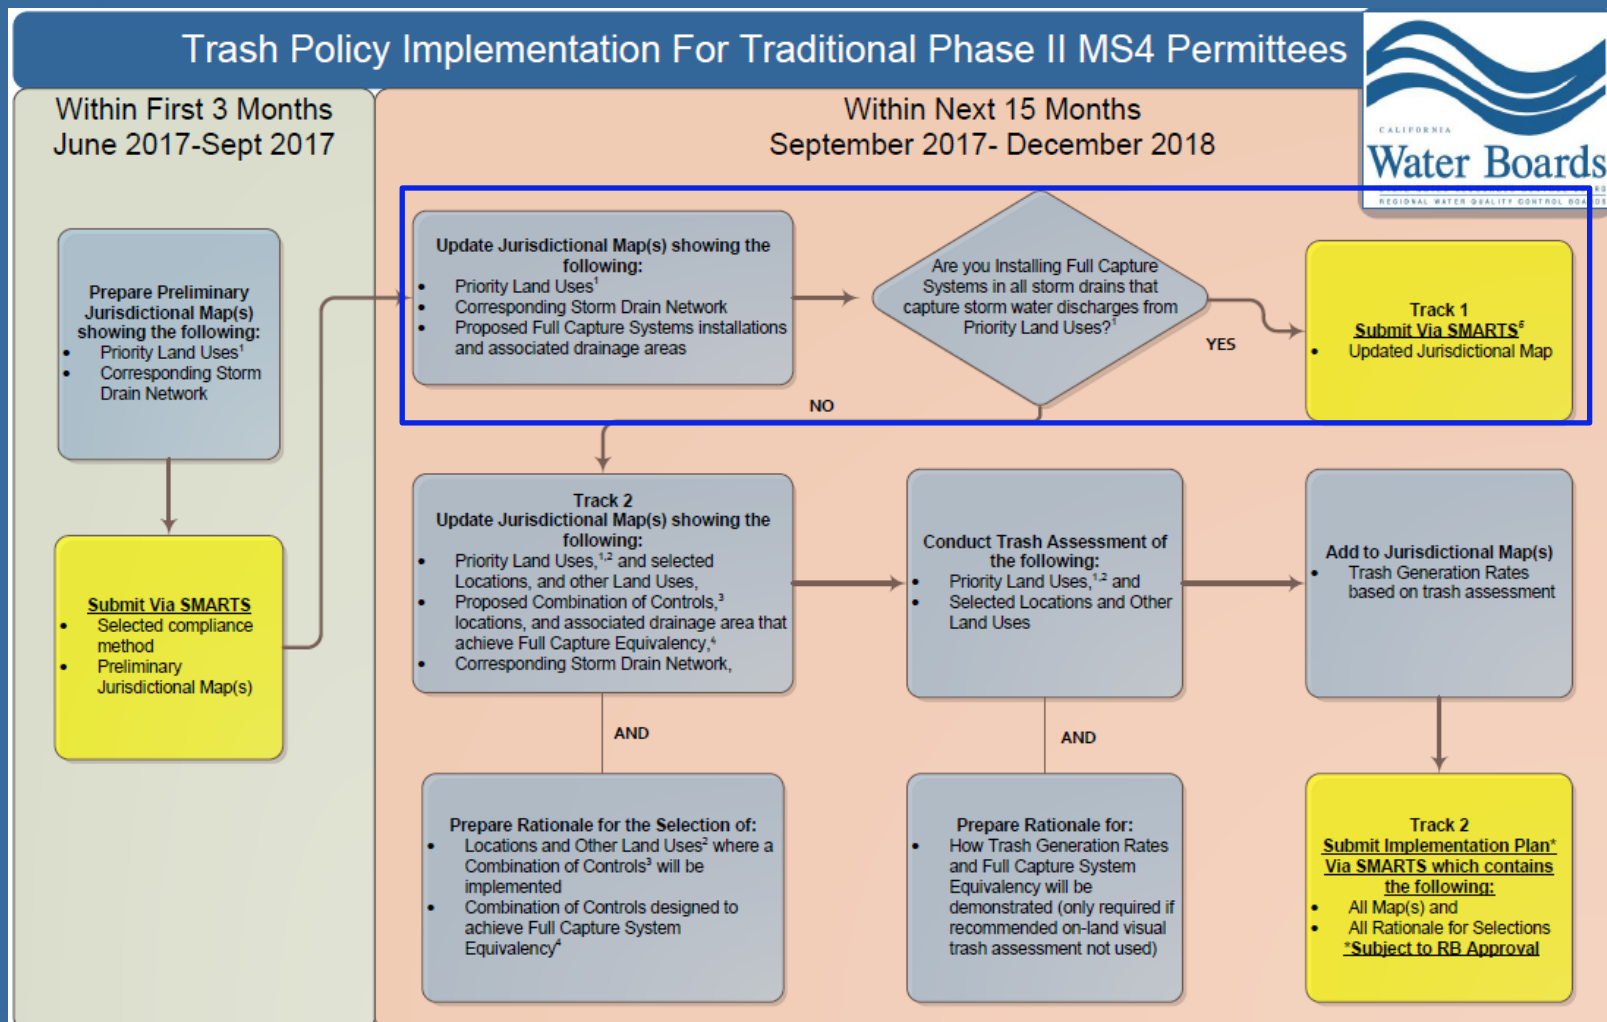 Trash Policy Implementation For Traditional Phase II MS4 Permittees
CALIFORNIA
Water Boards
REGIONAL WATER QUALITY CONTROL BOARDS
Within First 3 Months
June 2017-Sept 2017
Within Next 15 Months
September 2017- December 2018
Prepare Preliminary
Jurisdictional Map(s)
showing the following:
• Priority Land Uses¹
• Corresponding Storm
Drain Network
Submit Via SMARTS
• Selected compliance
method
• Preliminary
Jurisdictional Map(s)
Update Jurisdictional Map(s) showing the
following:
• Priority Land Uses¹
• Corresponding Storm Drain Network
• Proposed Full Capture Systems installations
and associated drainage areas
Are you Installing Full Capture
Systems in all storm drains that
capture storm water discharges from
Priority Land Uses?¹
YES
NO
Track 1
Submit Via SMARTS⁵
• Updated Jurisdictional Map
Track 2
Update Jurisdictional Map(s) showing the
following:
• Priority Land Uses,¹·² and selected
Locations, and other Land Uses,
• Proposed Combination of Controls,³
locations, and associated drainage area that
achieve Full Capture Equivalency,⁴
• Corresponding Storm Drain Network,
Conduct Trash Assessment of
the following:
• Priority Land Uses,¹·² and
• Selected Locations and Other
Land Uses
Add to Jurisdictional Map(s)
• Trash Generation Rates
based on trash assessment
AND
AND
Prepare Rationale for the Selection of:
• Locations and Other Land Uses² where a
Combination of Controls³ will be
implemented
• Combination of Controls designed to
achieve Full Capture System
Equivalency⁴
Prepare Rationale for:
• How Trash Generation Rates
and Full Capture System
Equivalency will be
demonstrated (only required if
recommended on-land visual
trash assessment not used)
Track 2
Submit Implementation Plan*
Via SMARTS which contains
the following:
• All Map(s) and
• All Rationale for Selections
*Subject to RB Approval